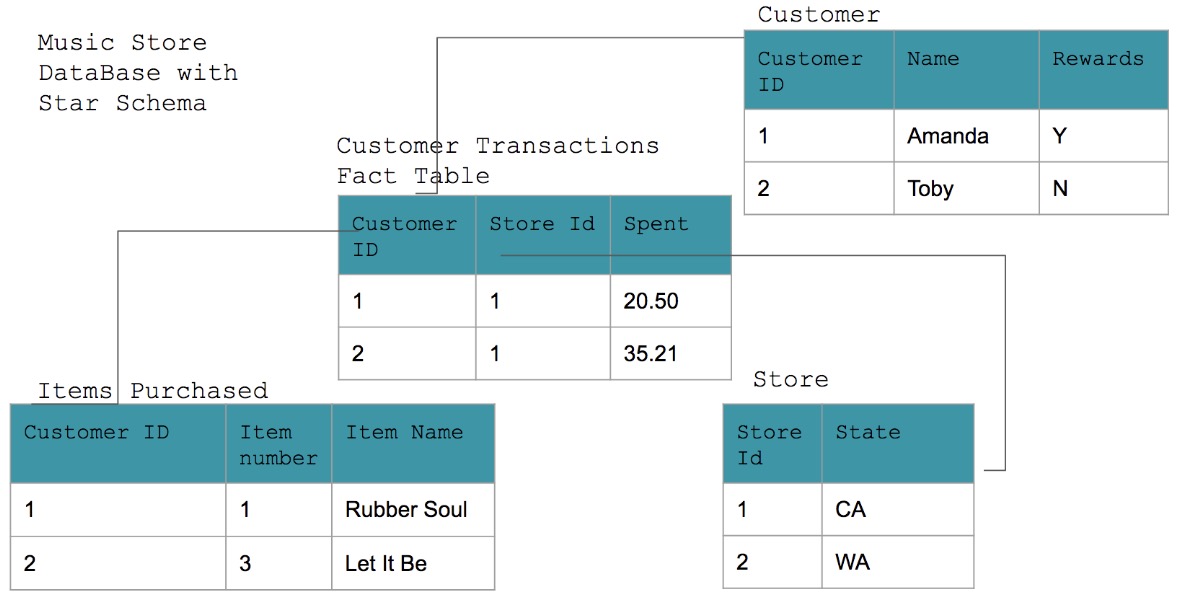 Music Store
DataBase with
Star Schema
Customer
Customer ID Name Rewards
1 Amanda Y
2 Toby N
Customer Transactions
Fact Table
Customer ID Store Id Spent
1 1 20.50
2 1 35.21
Items Purchased
Customer ID Item number Item Name
1 1 Rubber Soul
2 3 Let It Be
Store
Store Id State
1 CA
2 WA